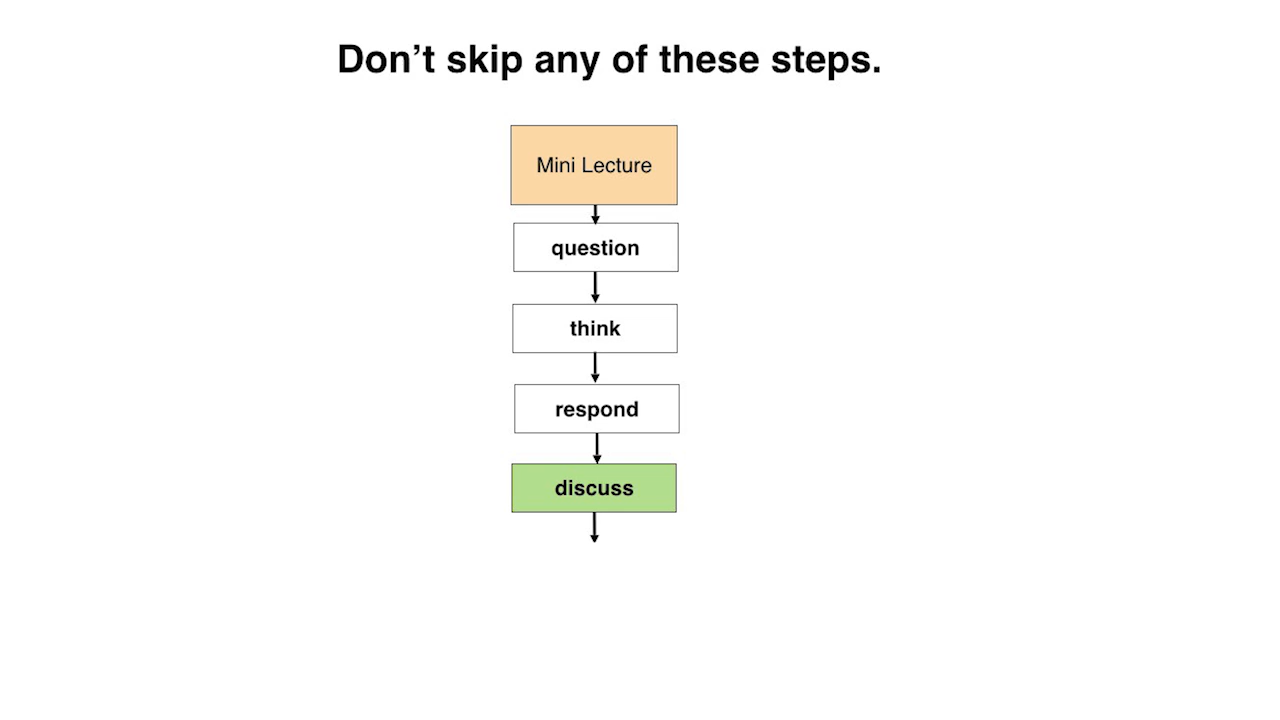 Don’t skip any of these steps.
Mini Lecture
question
think
respond
discuss